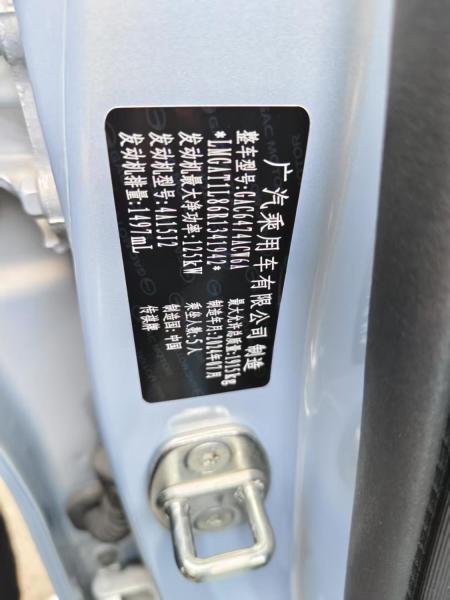 广汽乘用车有限公司 制造
整车型号:GAC6474ACW6A 最大允许总质量:1915kg
*LMGAT1L86R1341942* 制造年月:2024年07月
发动机最大净功率:125kW 乘坐人数:5人
发动机型号:4A15J2 制造国:中国
发动机排量:1497mL 传祺牌